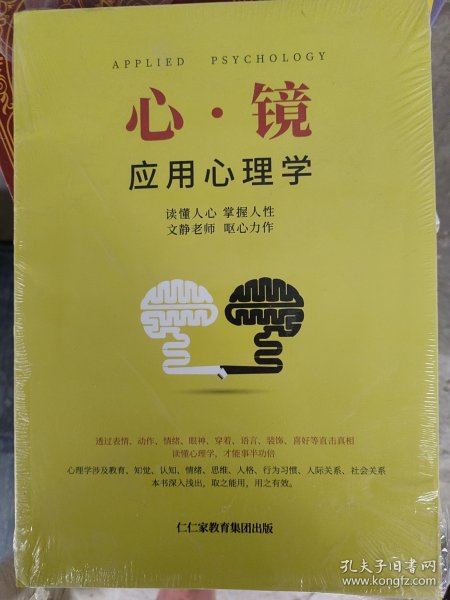 APPLIED PSYCHOLOGY
心·镜
应用心理学
读懂人心 掌握人性
文静老师 呕心力作
透过表情、动作、情绪、眼神、穿着、语言、装饰、喜好等直击真相
读懂心理学，才能事半功倍
心理学涉及教育、知觉、认知、情绪、思维、人格、行为习惯、人际关系、社会关系
本书深入浅出，取之能用，用之有效。
仁仁家教育集团出版
孔夫子旧书网
www.kongfz.com